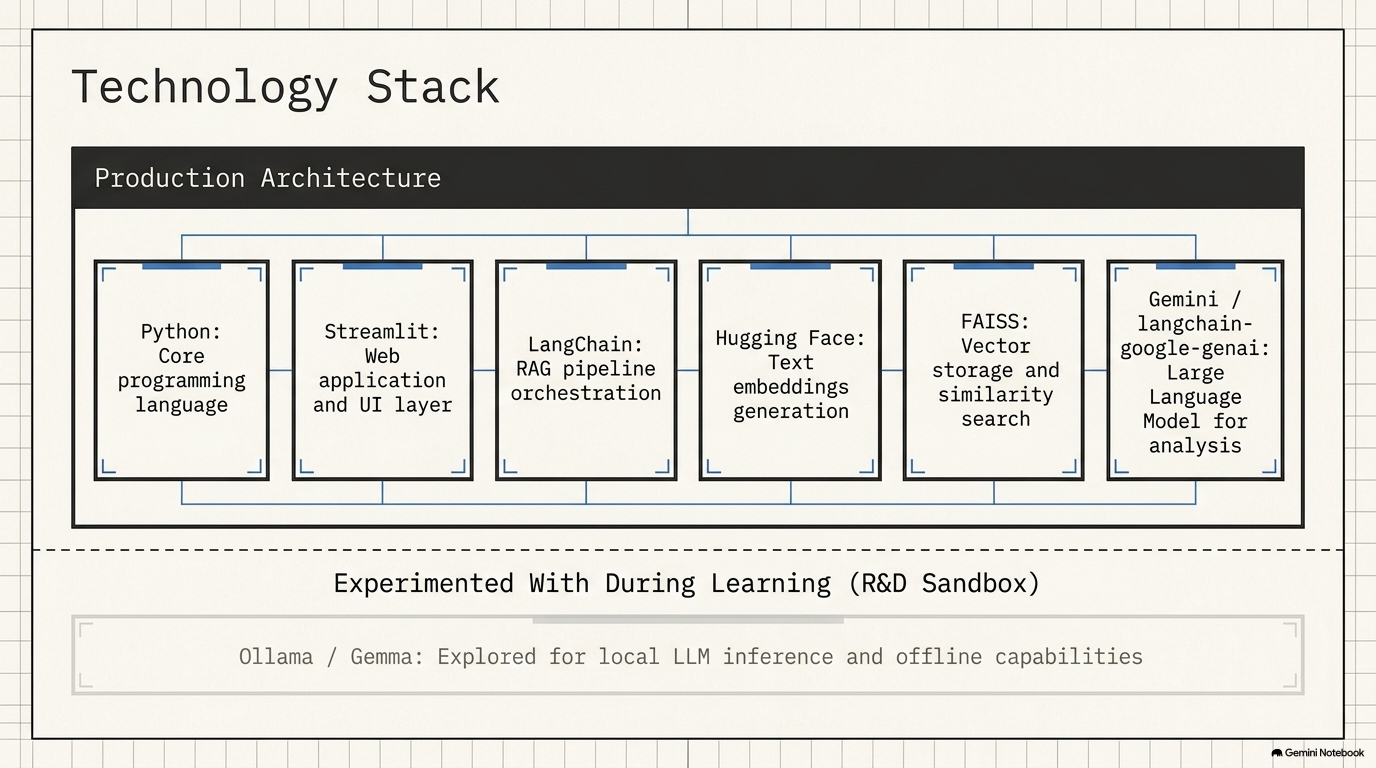 Technology Stack
Production Architecture
Python:
Core
programming
language
Streamlit:
Web
application
and UI layer
LangChain:
RAG pipeline
orchestration
Hugging Face:
Text
embeddings
generation
FAISS:
Vector
storage and
similarity
search
Gemini /
langchain-
google-genai:
Large
Language
Model for
analysis
Experimented With During Learning (R&D Sandbox)
Ollama / Gemma: Explored for local LLM inference and offline capabilities
Gemini Notebook